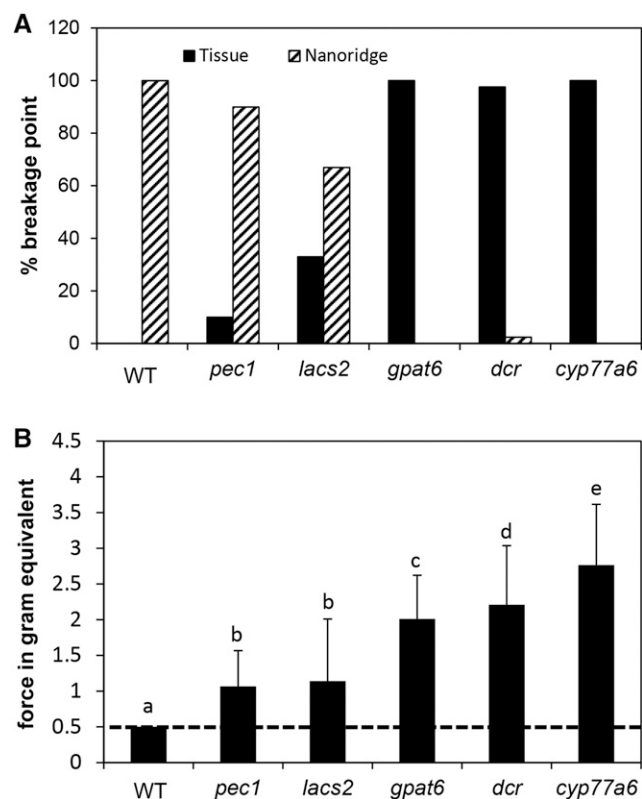 A
% breakage point
120
100
80
60
40
20
0
Tissue
Nanoridge
WT
pec1
lacs2
gpat6
dcr
cyp77a6
B
force in gram equivalent
4.5
4
3.5
3
2.5
2
1.5
1
0.5
0
a
b
b
c
d
e
WT
pec1
lacs2
gpat6
dcr
cyp77a6